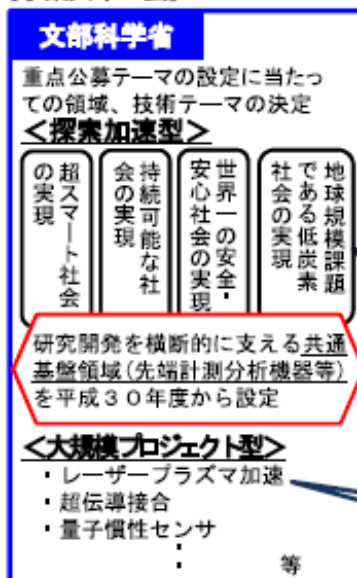 文部科学省
重点公募テーマの設定に当たっ
ての領域、技術テーマの決定
＜探索加速型＞
超スマート社会
の実現
持続可能な社
会の実現
世界一の安全・
安心社会の実現
地球規模課題
である低炭素
社会の実現
研究開発を横断的に支える共通
基盤領域(先端計測分析機器等)
を平成３０年度から設定
＜大規模プロジェクト型＞
・レーザープラズマ加速
・超伝導接合
・量子慣性センサ
：　等